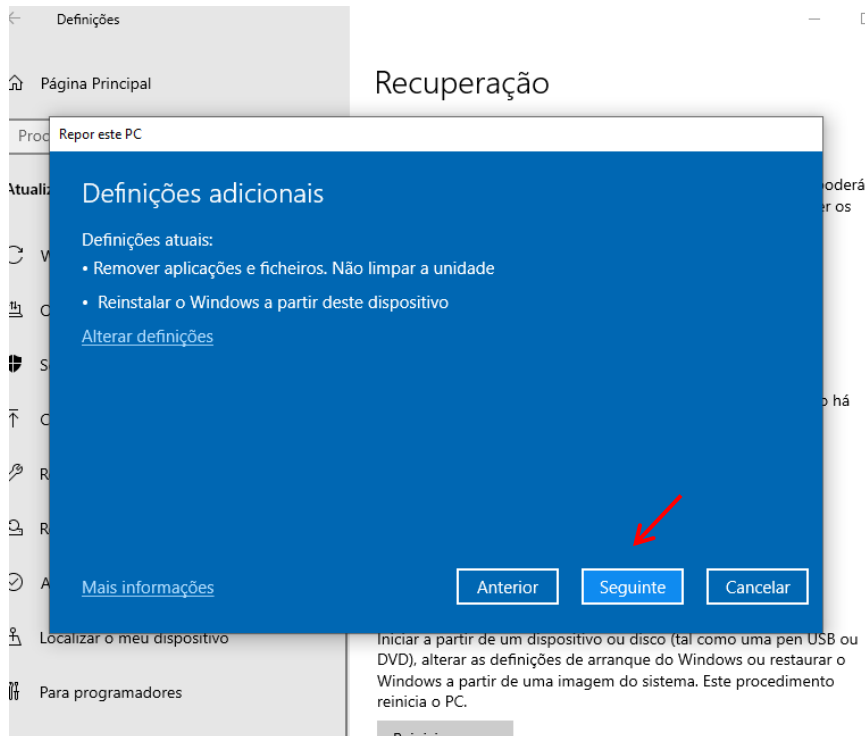 Definições
Página Principal
Recuperação
Repor este PC
Definições adicionais
Definições atuais:
• Remover aplicações e ficheiros. Não limpar a unidade
• Reinstalar o Windows a partir deste dispositivo
Alterar definições
há
Mais informações
Anterior
Seguinte
Cancelar
Localizar o meu dispositivo
Para programadores
Iniciar a partir de um dispositivo ou disco (tal como uma pen USB ou
DVD), alterar as definições de arranque do Windows ou restaurar o
Windows a partir de uma imagem do sistema. Este procedimento
reinicia o PC.